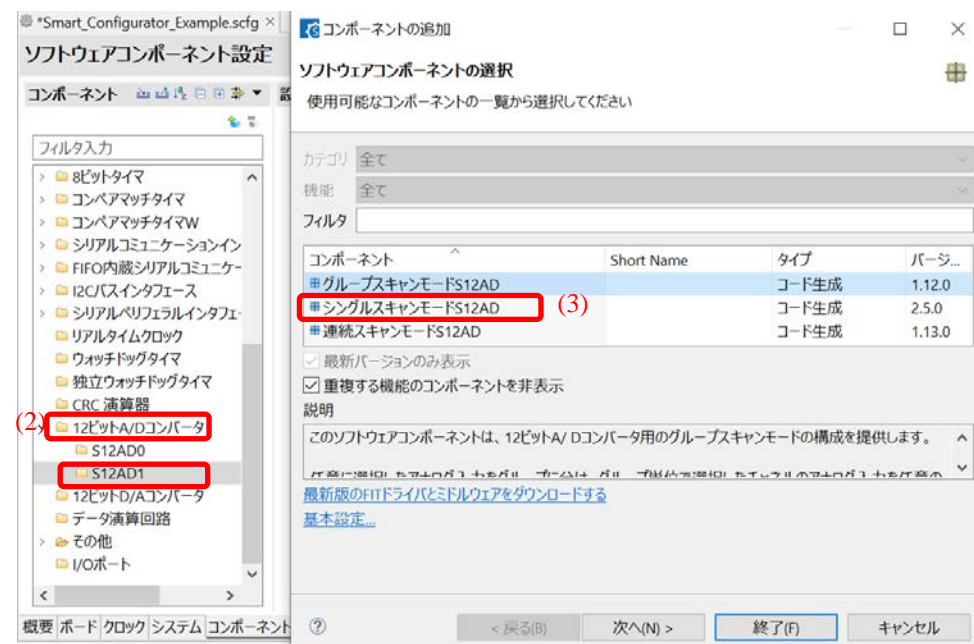 *Smart_Configurator_Example.scfg ×
ソフトウェアコンポーネント設定
コンポーネント
フィルタ入力
8ビットタイマ
コンペアマッチタイマ
コンペアマッチタイマW
シリアルコミュニケーションイン
FIFO内蔵シリアルコミュニケー
I2Cバスインタフェース
シリアルペリフェラルインタフェ
リアルタイムクロック
ウォッチドッグタイマ
独立ウォッチドッグタイマ
CRC 演算器
(2)
12ビットA/Dコンバータ
S12AD0
S12AD1
12ビットD/Aコンバータ
データ演算回路
その他
I/Oポート
概要 ボード クロック システム コンポーネント
コンポーネントの追加
ソフトウェアコンポーネントの選択
使用可能なコンポーネントの一覧から選択してください
カテゴリ 全て
機能 全て
フィルタ
コンポーネント Short Name タイプ バージ...
グループスキャンモードS12AD コード生成 1.12.0
シングルスキャンモードS12AD (3) コード生成 2.5.0
連続スキャンモードS12AD コード生成 1.13.0
最新バージョンのみ表示
重複する機能のコンポーネントを非表示
説明
このソフトウェアコンポーネントは、12ビットA/ Dコンバータ用のグループスキャンモードの構成を提供します。
最新版のFITドライバとミドルウェアをダウンロードする
基本設定...
< 戻る(B) 次へ(N) > 終了(F) キャンセル